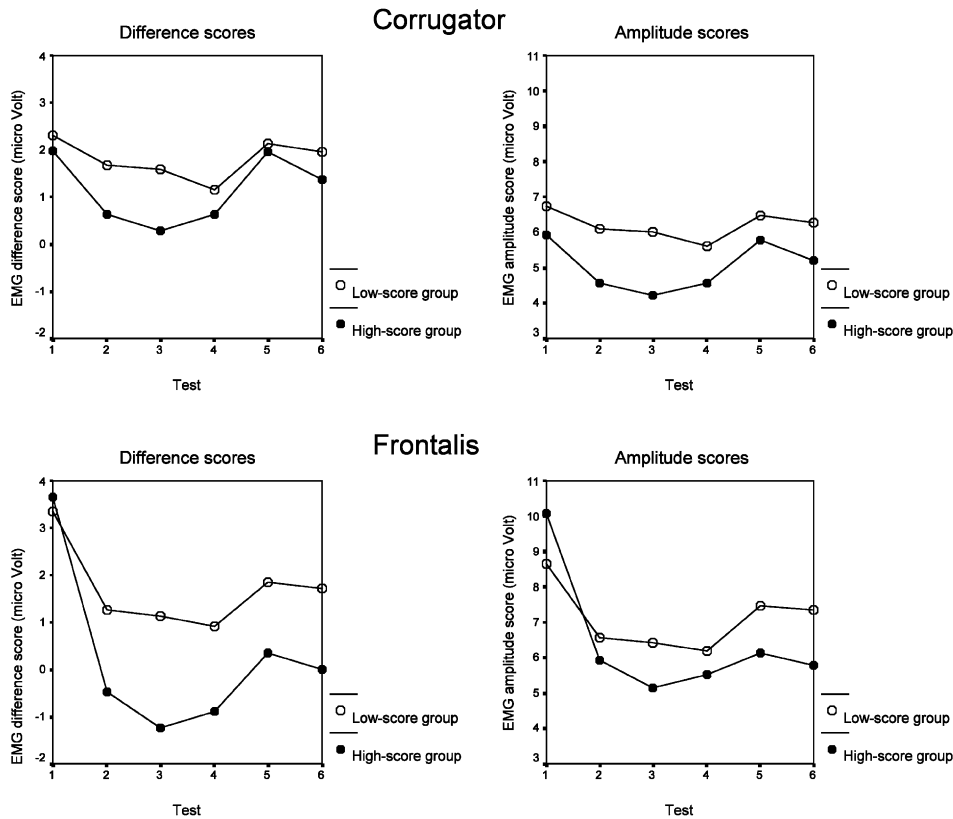 Corrugator
Difference scores
Amplitude scores
EMG difference score (micro Volt)
4
3
2
1
0
-1
-2
1 2 3 4 5 6
Test
Low-score group
High-score group
EMG amplitude score (micro Volt)
11
10
9
8
7
6
5
4
3
1 2 3 4 5 6
Test
Low-score group
High-score group
Frontalis
Difference scores
Amplitude scores
EMG difference score (micro Volt)
4
3
2
1
0
-1
-2
1 2 3 4 5 6
Test
Low-score group
High-score group
EMG amplitude score (micro Volt)
11
10
9
8
7
6
5
4
3
1 2 3 4 5 6
Test
Low-score group
High-score group